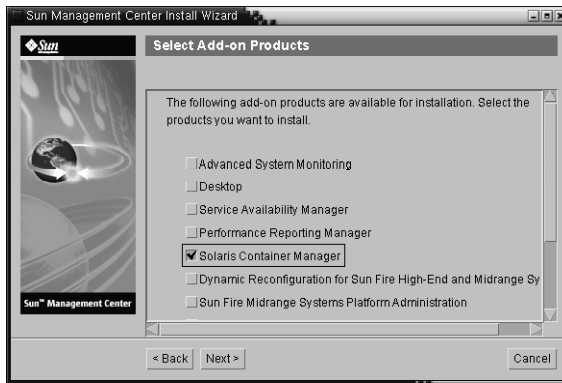 Sun Management Center Install Wizard
Sun
Select Add-on Products
The following add-on products are available for installation. Select the
products you want to install.
Advanced System Monitoring
Desktop
Service Availability Manager
Performance Reporting Manager
Solaris Container Manager
Dynamic Reconfiguration for Sun Fire High-End and Midrange Sy
Sun Fire Midrange Systems Platform Administration
Sun™ Management Center
< Back
Next >
Cancel